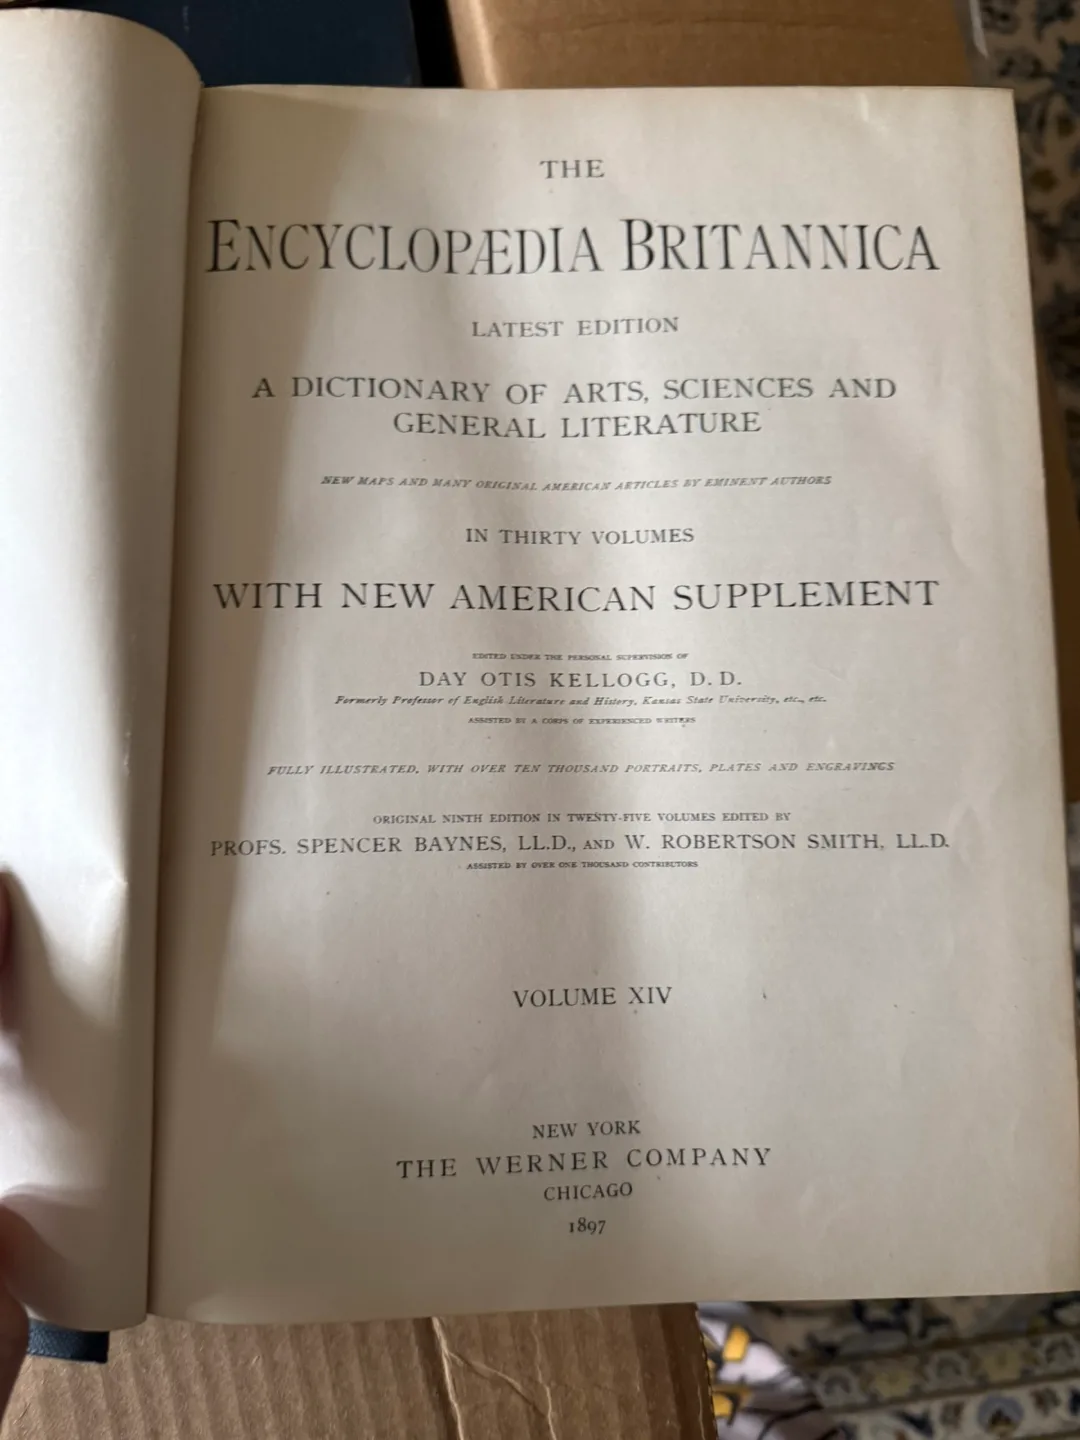 THE
ENCYCLOPÆDIA BRITANNICA
LATEST EDITION
A DICTIONARY OF ARTS, SCIENCES AND
GENERAL LITERATURE
NEW MAPS AND MANY ORIGINAL AMERICAN ARTICLES BY EMINENT AUTHORS
IN THIRTY VOLUMES
WITH NEW AMERICAN SUPPLEMENT
EDITED UNDER THE PERSONAL SUPERVISION OF
DAY OTIS KELLOGG, D. D.
Formerly Professor of English Literature and History, Kansas State University, etc., etc.
ASSISTED BY A CORPS OF EXPERIENCED WRITERS
FULLY ILLUSTRATED, WITH OVER TEN THOUSAND PORTRAITS, PLATES AND ENGRAVINGS
ORIGINAL NINTH EDITION IN TWENTY-FIVE VOLUMES EDITED BY
PROFS. SPENCER BAYNES, LL.D., AND W. ROBERTSON SMITH, LL.D.
ASSISTED BY OVER ONE THOUSAND CONTRIBUTORS
VOLUME XIV
NEW YORK
THE WERNER COMPANY
CHICAGO
1897